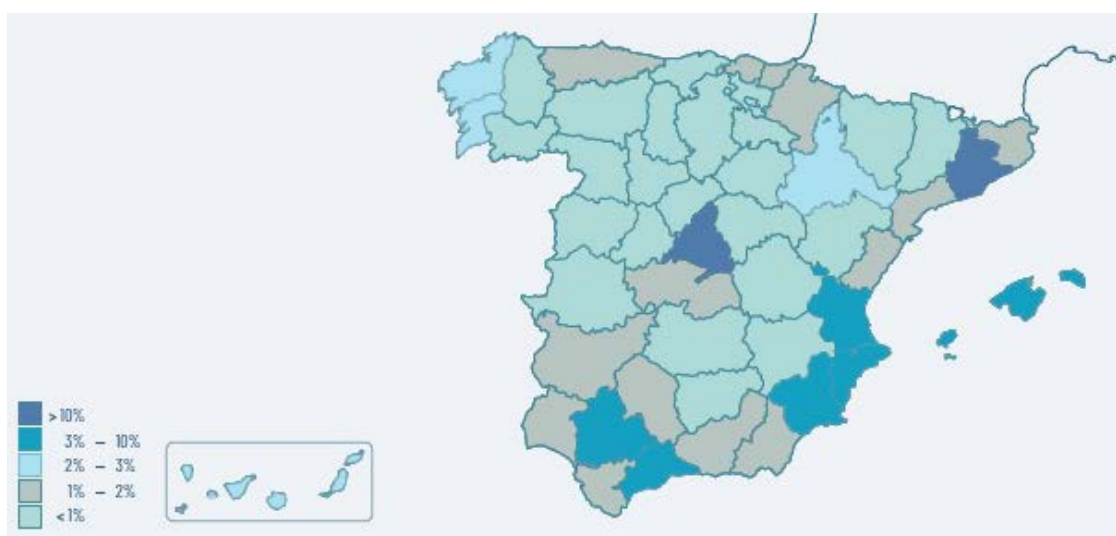 >10%
3% – 10%
2% – 3%
1% – 2%
<1%